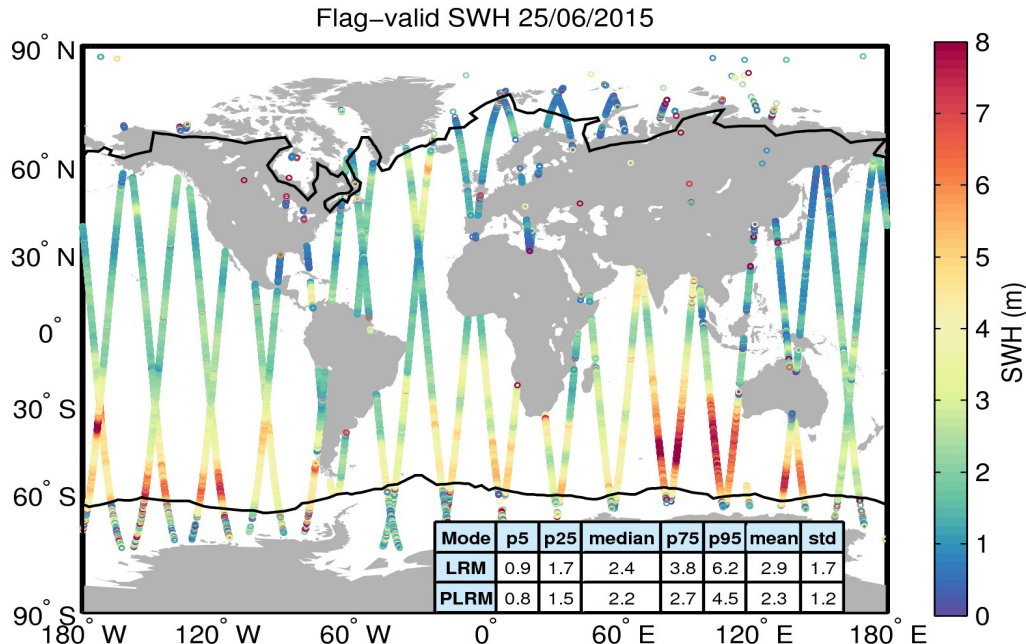 Flag−valid SWH 25/06/2015
90° N
60° N
30° N
0°
30° S
60° S
90° S
180° W
120° W
60° W
0°
60° E
120° E
180° E
8
7
6
5
4
3
2
1
0
SWH (m)
Mode p5 p25 median p75 p95 mean std
LRM 0.9 1.7 2.4 3.8 6.2 2.9 1.7
PLRM 0.8 1.5 2.2 2.7 4.5 2.3 1.2